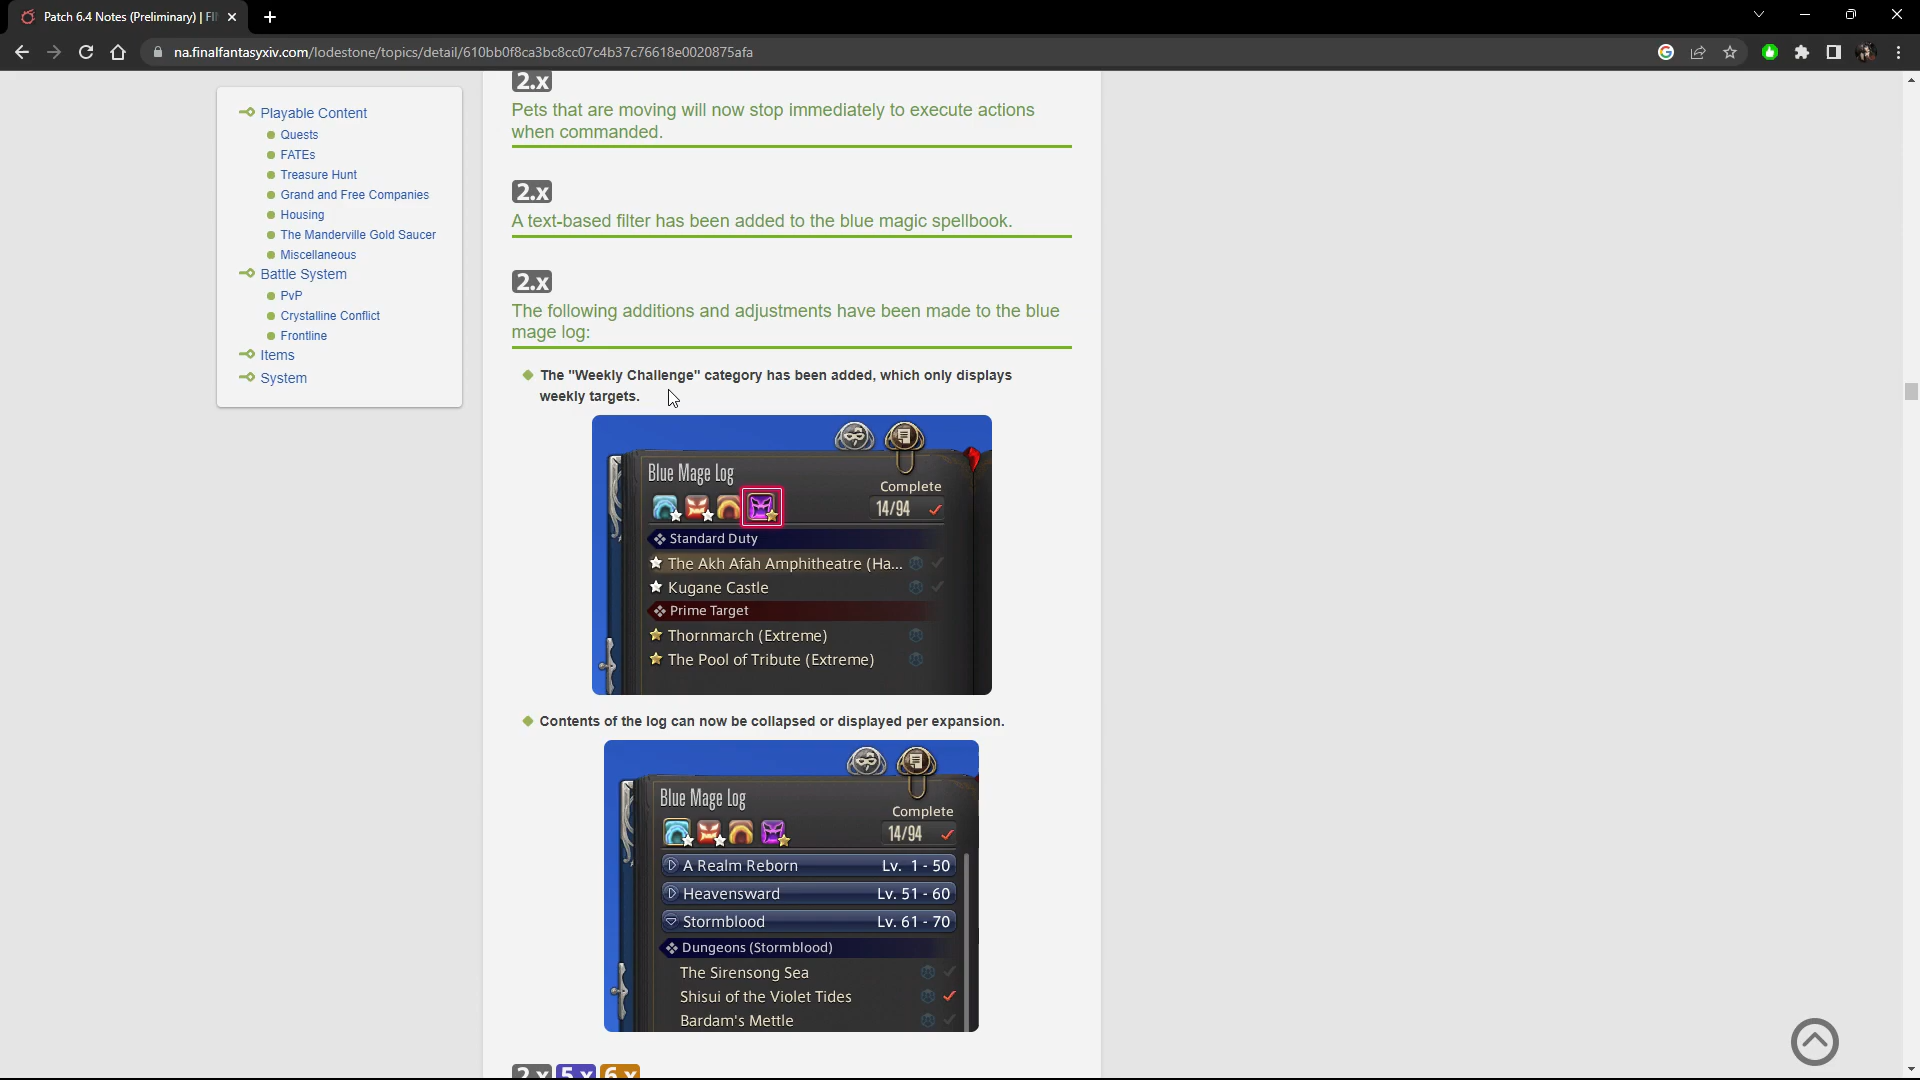 Patch 6.4 Notes (Preliminary) | FI
na.finalfantasyxiv.com/lodestone/topics/detail/610bb0f8ca3bc8cc07c4b37c76618e0020875afa
Playable Content
Quests
FATEs
Treasure Hunt
Grand and Free Companies
Housing
The Manderville Gold Saucer
Miscellaneous
Battle System
PvP
Crystalline Conflict
Frontline
Items
System
2.x
Pets that are moving will now stop immediately to execute actions
when commanded.
2.x
A text-based filter has been added to the blue magic spellbook.
2.x
The following additions and adjustments have been made to the blue
mage log:
The "Weekly Challenge" category has been added, which only displays
weekly targets.
Blue Mage Log
Complete
14/94
Standard Duty
The Akh Afah Amphitheatre (Ha...
Kugane Castle
Prime Target
Thornmarch (Extreme)
The Pool of Tribute (Extreme)
Contents of the log can now be collapsed or displayed per expansion.
Blue Mage Log
Complete
14/94
A Realm Reborn Lv. 1 - 50
Heavensward Lv. 51 - 60
Stormblood Lv. 61 - 70
Dungeons (Stormblood)
The Sirensong Sea
Shisui of the Violet Tides
Bardam's Mettle
2.x 5.x 6.x